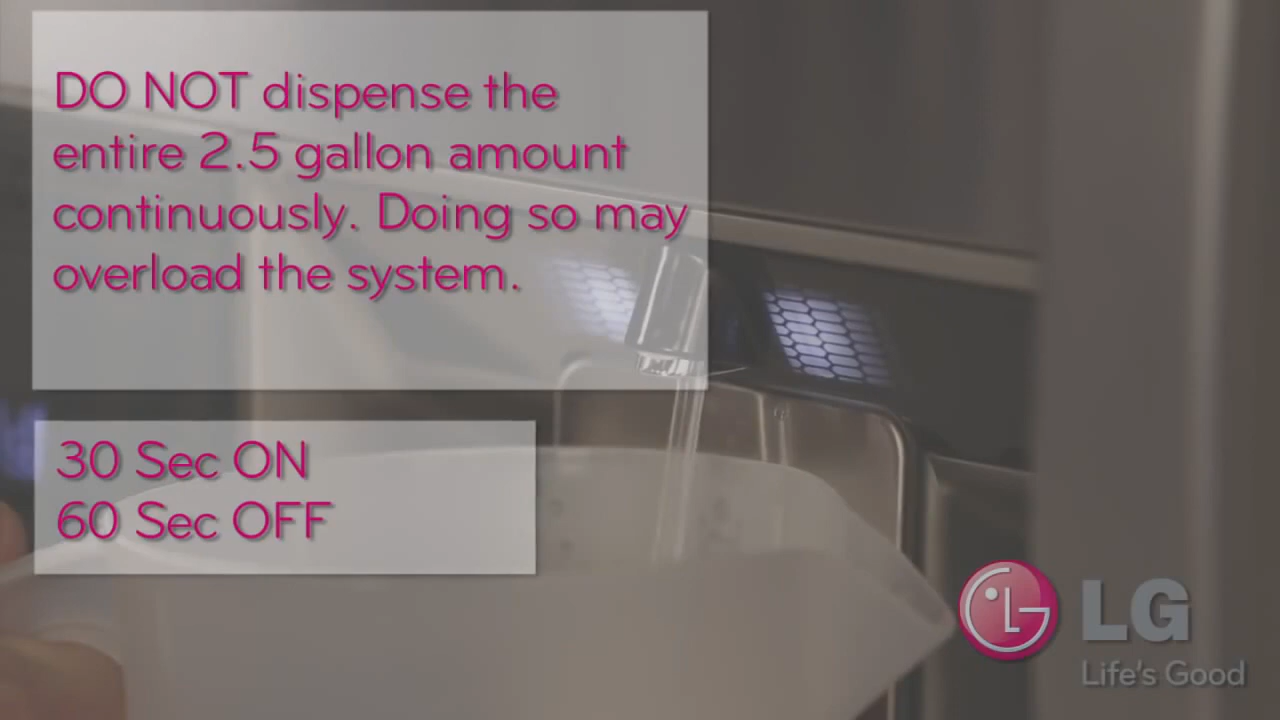 DO NOT dispense the
entire 2.5 gallon amount
continuously. Doing so may
overload the system.
30 Sec ON
60 Sec OFF
LG
Life's Good